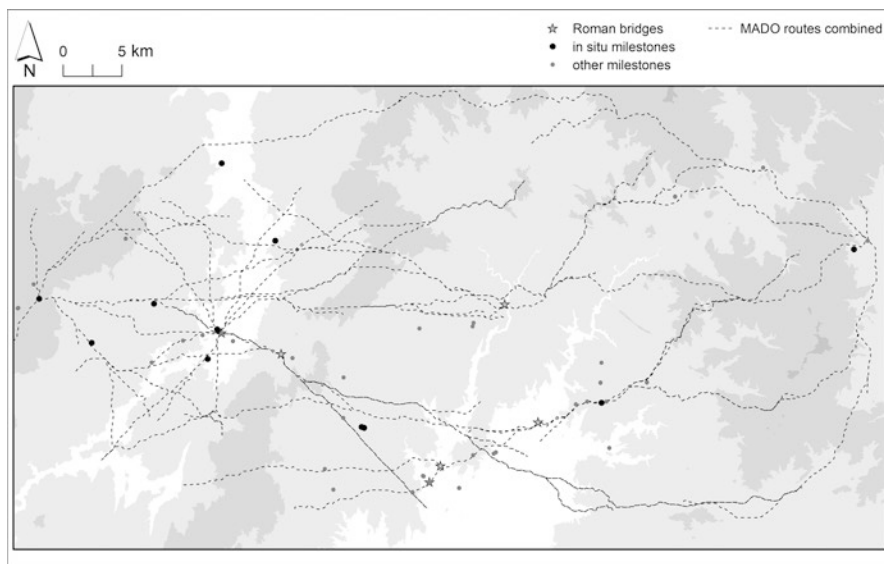 Roman bridges
in situ milestones
other milestones
MADO routes combined
0 5 km
N